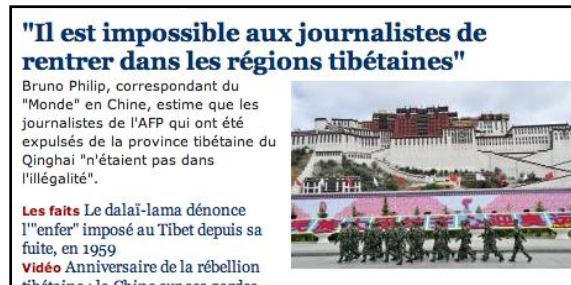 "Il est impossible aux journalistes de
rentrer dans les régions tibétaines"
Bruno Philip, correspondant du
"Monde" en Chine, estime que les
journalistes de l'AFP qui ont été
expulsés de la province tibétaine du
Qinghai "n'étaient pas dans
l'illégalité".
Les faits Le dalaï-lama dénonce
l'"enfer" imposé au Tibet depuis sa
fuite, en 1959
Vidéo Anniversaire de la rébellion